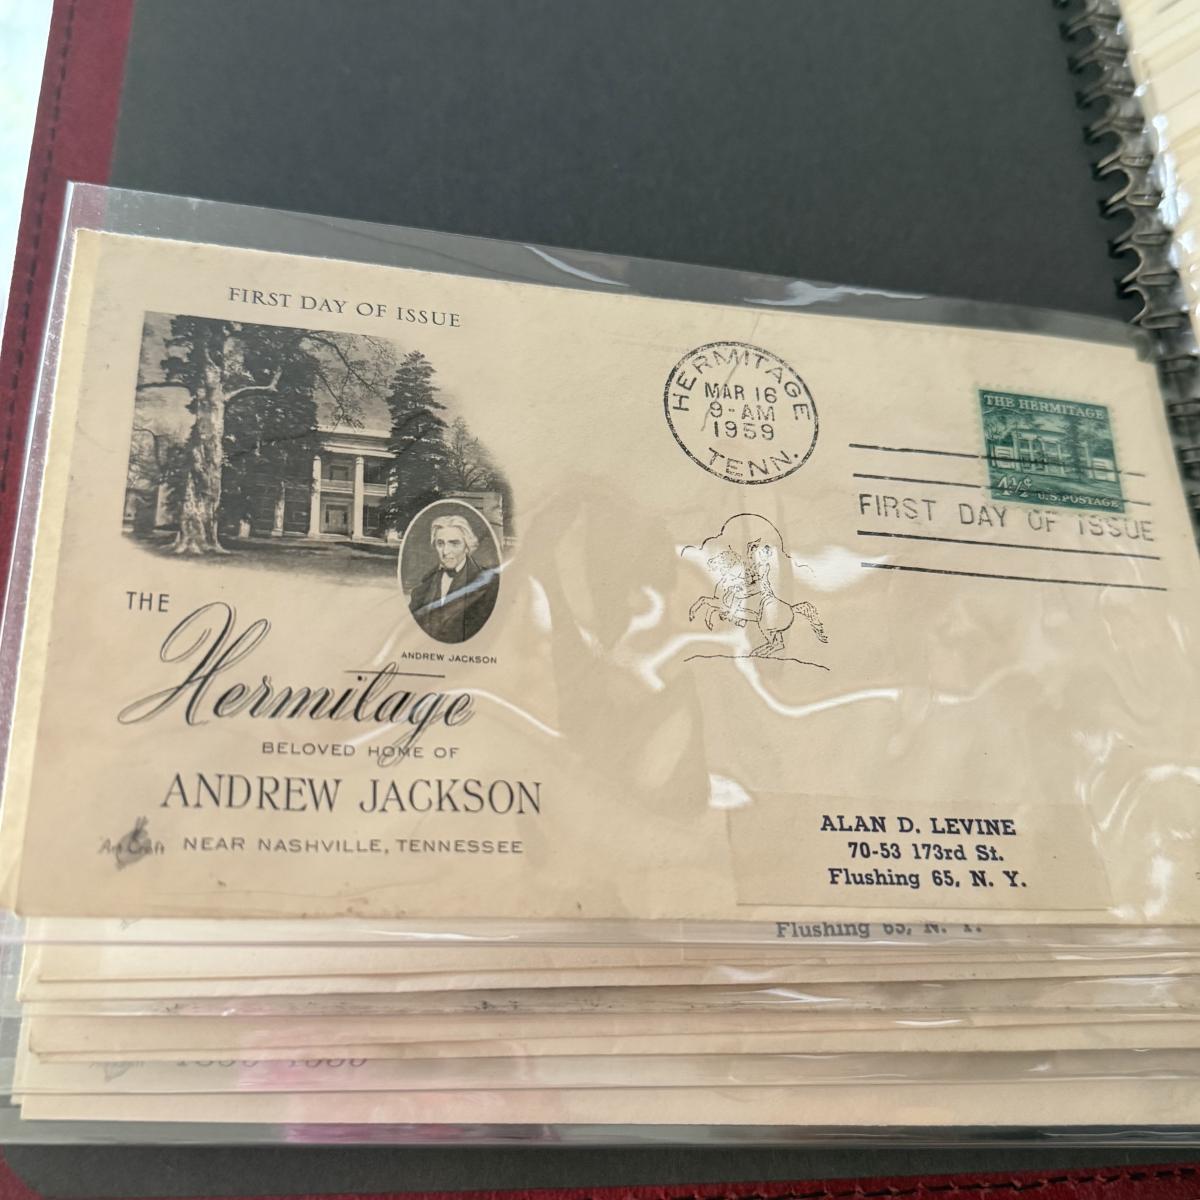 FIRST DAY OF ISSUE
HERMITAGE
MAR 16
9-AM
1959
TENN.
THE HERMITAGE
4½¢
U.S. POSTAGE
FIRST DAY OF ISSUE
ANDREW JACKSON
THE
Hermitage
BELOVED HOME OF
ANDREW JACKSON
Art Craft
NEAR NASHVILLE, TENNESSEE
ALAN D. LEVINE
70-53 173rd St.
Flushing 65, N. Y.
Flushing 65, N. Y.